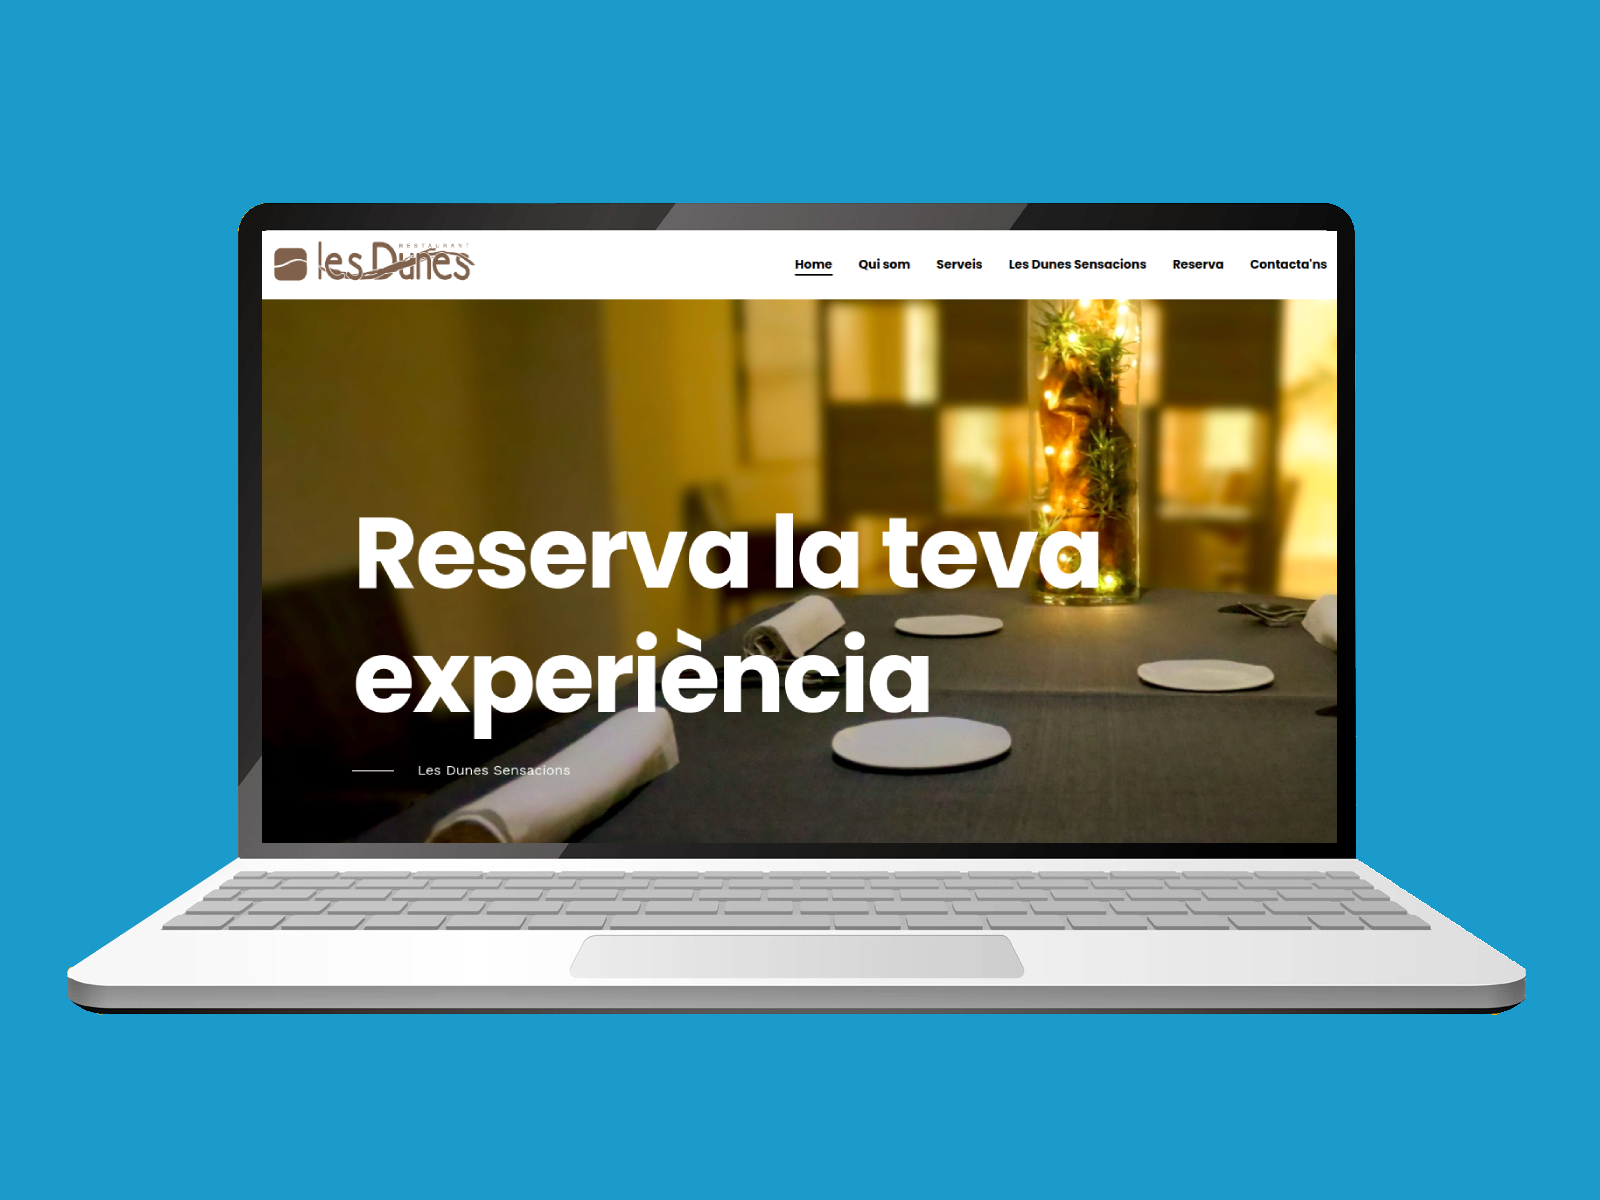 RESTAURANT
les Dunes
Home Qui som Serveis Les Dunes Sensacions Reserva Contacta'ns
Reserva la teva
experiència
Les Dunes Sensacions